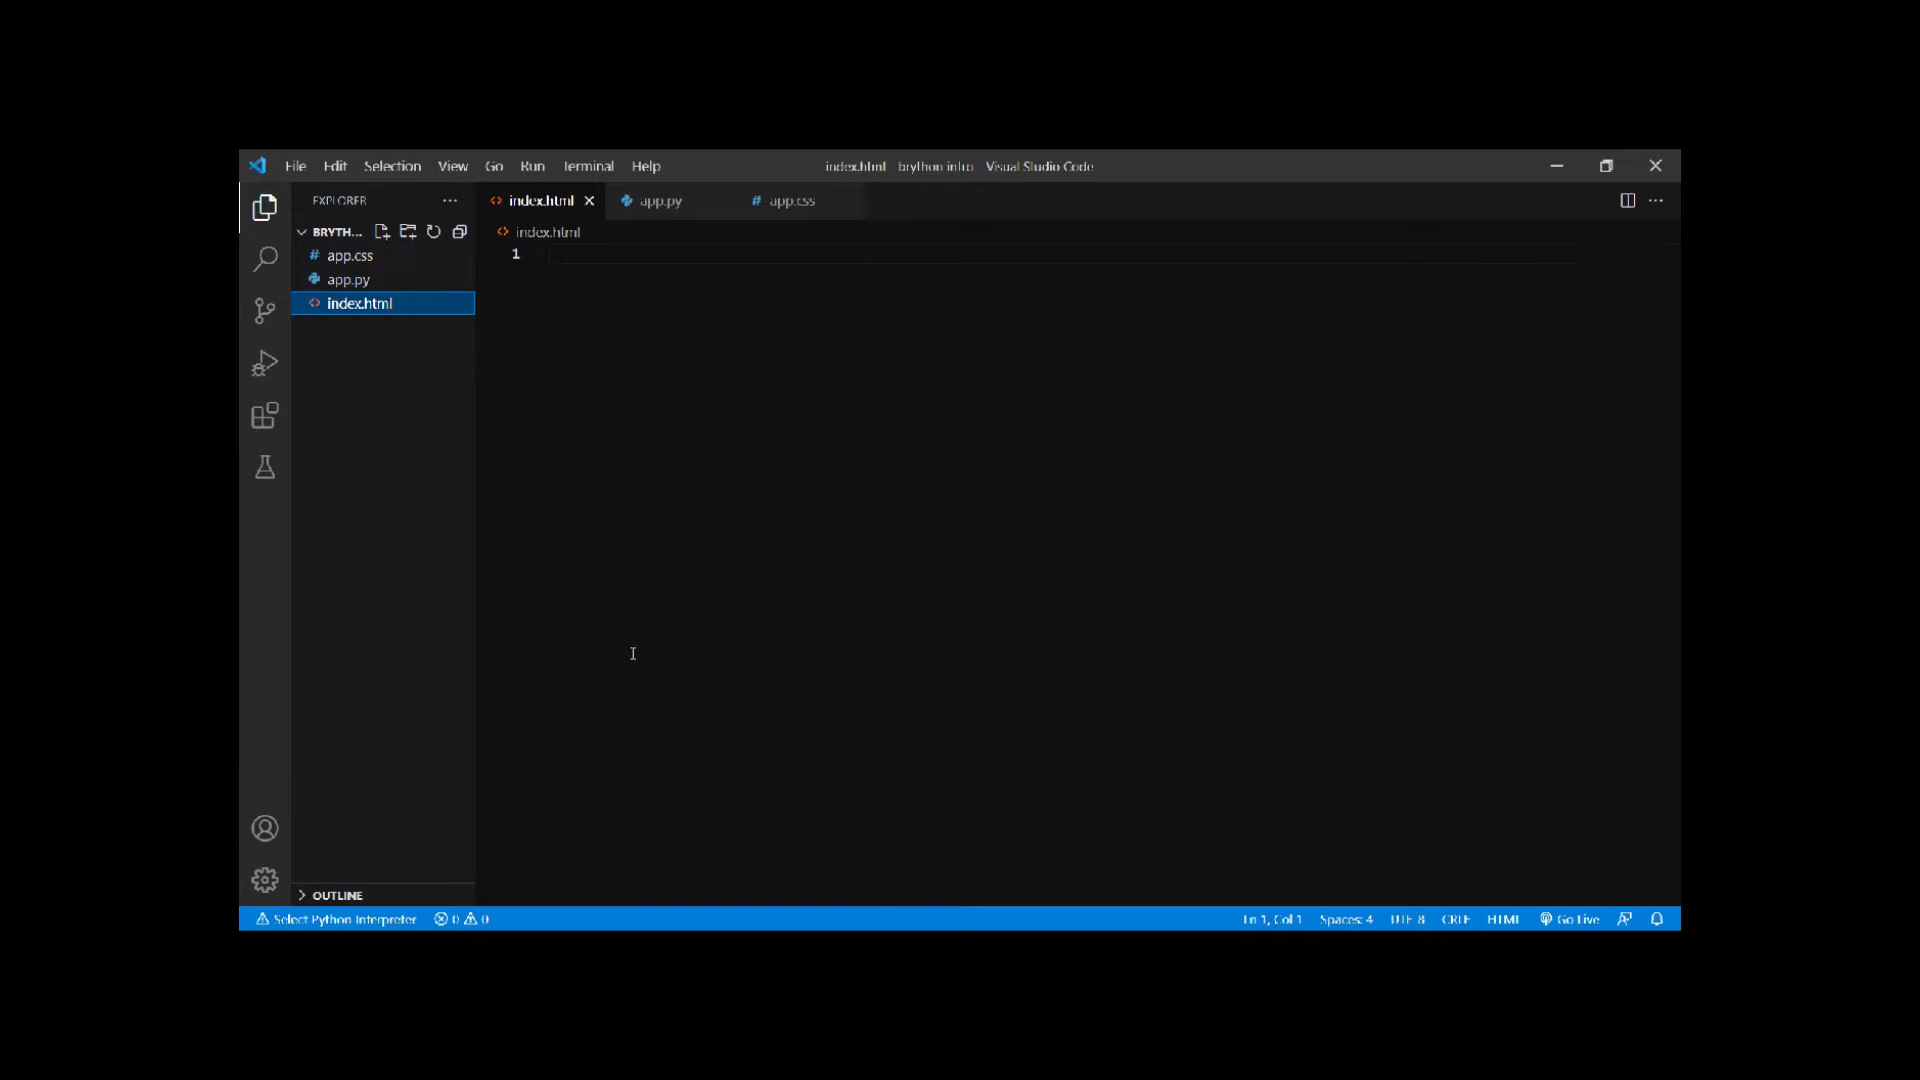 File Edit Selection View Go Run Terminal Help
index.html brython intro Visual Studio Code
EXPLORER ...
index.html
app.py
# app.css
BRYTH...
index.html
# app.css
1
app.py
index.html
OUTLINE
Select Python Interpreter 0 0
Ln 1, Col 1 Spaces: 4 UTF 8 CRLF HTML Go Live